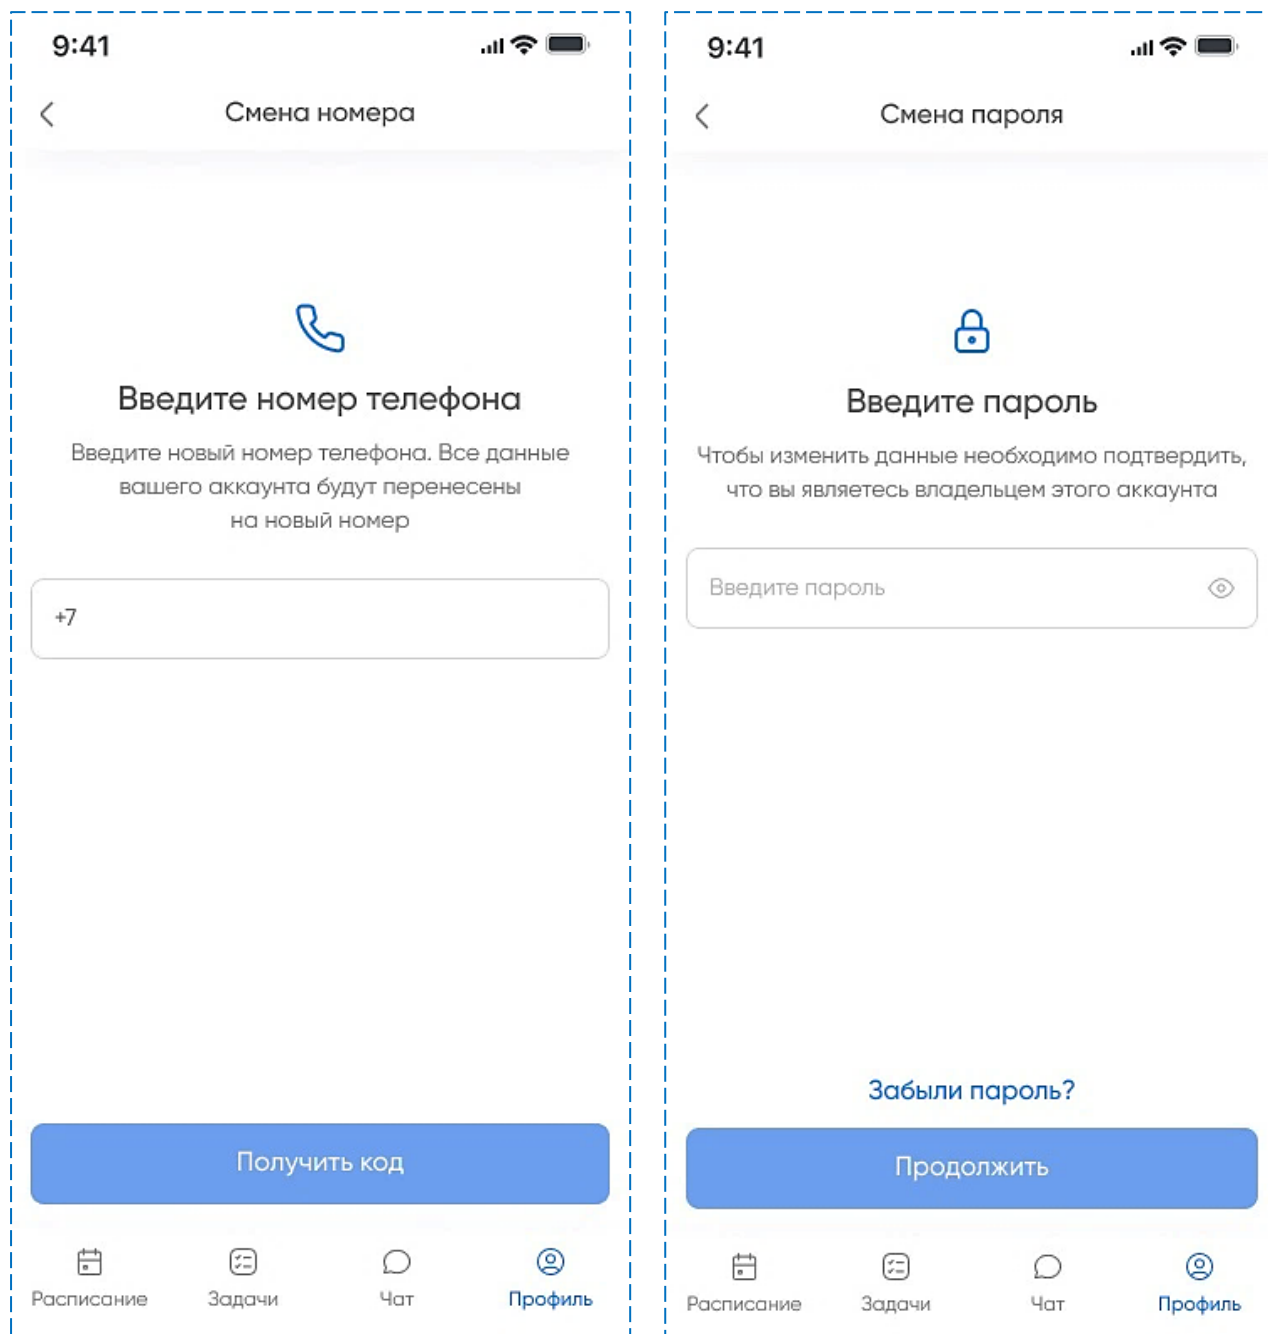 9:41
Смена номера
Введите номер телефона
Введите новый номер телефона. Все данные
вашего аккаунта будут перенесены
на новый номер
+7
Получить код
Расписание
Задачи
Чат
Профиль
9:41
Смена пароля
Введите пароль
Чтобы изменить данные необходимо подтвердить,
что вы являетесь владельцем этого аккаунта
Введите пароль
Забыли пароль?
Продолжить
Расписание
Задачи
Чат
Профиль